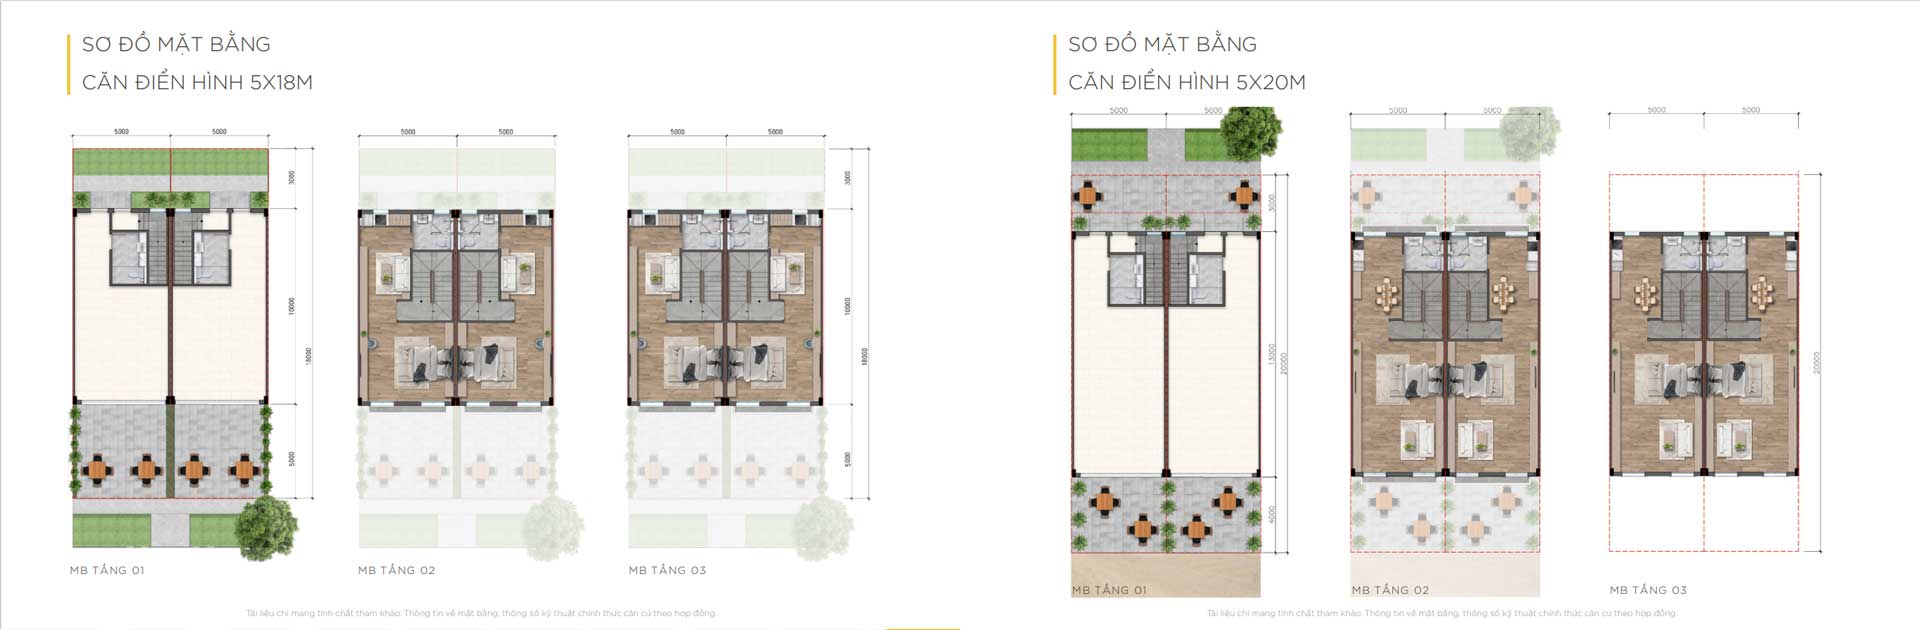 SƠ ĐỒ MẶT BẰNG
CĂN ĐIỂN HÌNH 5X18M
5000 5000
5000 5000
5000 5000
3000
10000
18000
5000
3000
10000
18000
5000
MB TẦNG 01
MB TẦNG 02
MB TẦNG 03
Tài liệu chỉ mang tính chất tham khảo. Thông tin về mặt bằng, thông số kỹ thuật chính thức căn cứ theo hợp đồng.
SƠ ĐỒ MẶT BẰNG
CĂN ĐIỂN HÌNH 5X20M
5000 5000
5000 5000
5000 5000
3000
13000
20000
4000
20000
MB TẦNG 01
MB TẦNG 02
MB TẦNG 03
Tài liệu chỉ mang tính chất tham khảo. Thông tin về mặt bằng, thông số kỹ thuật chính thức căn cứ theo hợp đồng.